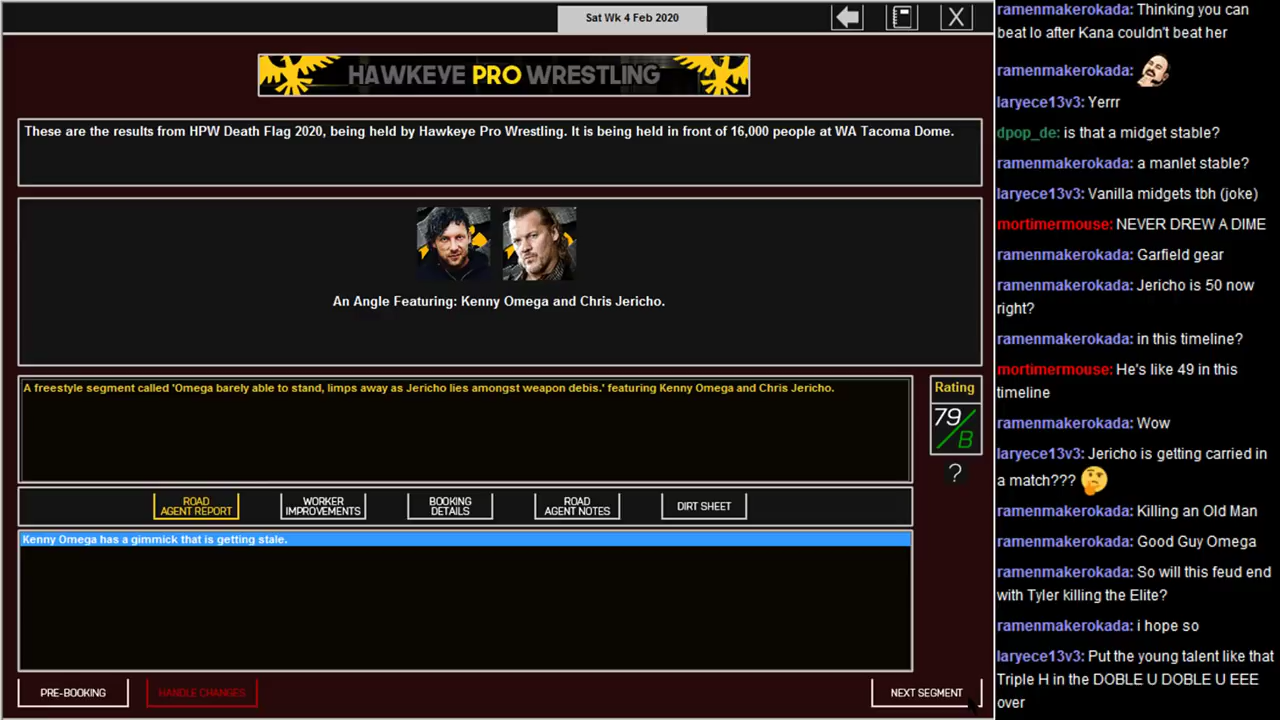 Sat Wk 4 Feb 2020
HAWKEYE PRO WRESTLING
These are the results from HPW Death Flag 2020, being held by Hawkeye Pro Wrestling. It is being held in front of 16,000 people at WA Tacoma Dome.
An Angle Featuring: Kenny Omega and Chris Jericho.
A freestyle segment called 'Omega barely able to stand, limps away as Jericho lies amongst weapon debis.' featuring Kenny Omega and Chris Jericho.
Rating
79/B
?
ROAD
AGENT REPORT
WORKER
IMPROVEMENTS
BOOKING
DETAILS
ROAD
AGENT NOTES
DIRT SHEET
Kenny Omega has a gimmick that is getting stale.
PRE-BOOKING
HANDLE CHANGES
NEXT SEGMENT
ramenmakerokada: Thinking you can
beat Io after Kana couldn't beat her
ramenmakerokada:
laryece13v3: Yerrr
dpop_de: is that a midget stable?
ramenmakerokada: a manlet stable?
laryece13v3: Vanilla midgets tbh (joke)
mortimermouse: NEVER DREW A DIME
ramenmakerokada: Garfield gear
ramenmakerokada: Jericho is 50 now
right?
ramenmakerokada: in this timeline?
mortimermouse: He's like 49 in this
timeline
ramenmakerokada: Wow
laryece13v3: Jericho is getting carried in
a match???
ramenmakerokada: Killing an Old Man
ramenmakerokada: Good Guy Omega
ramenmakerokada: So will this feud end
with Tyler killing the Elite?
ramenmakerokada: i hope so
laryece13v3: Put the young talent like that
Triple H in the DOBLE U DOBLE U EEE
over